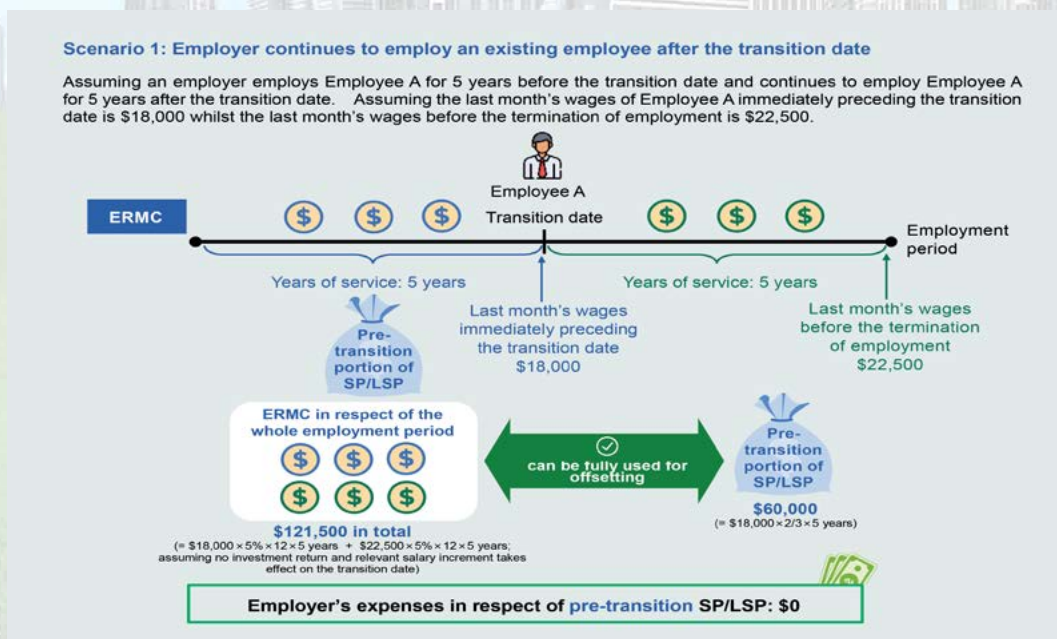 Scenario 1: Employer continues to employ an existing employee after the transition date
Assuming an employer employs Employee A for 5 years before the transition date and continues to employ Employee A
for 5 years after the transition date. Assuming the last month's wages of Employee A immediately preceding the transition
date is $18,000 whilst the last month's wages before the termination of employment is $22,500.
Employee A
ERMC
$ $ $
Transition date
$ $ $
Employment
period
Years of service: 5 years
Years of service: 5 years
Last month's wages
immediately preceding
the transition date
$18,000
Last month's wages
before the termination
of employment
$22,500
Pre-
transition
portion of
SP/LSP
ERMC in respect of the
whole employment period
$ $ $
$ $ $
$121,500 in total
(= $18,000 × 5% × 12 × 5 years + $22,500 × 5% × 12 × 5 years;
assuming no investment return and relevant salary increment takes
effect on the transition date)
can be fully used for
offsetting
Pre-
transition
portion of
SP/LSP
$60,000
(= $18,000 × 2/3 × 5 years)
Employer's expenses in respect of pre-transition SP/LSP: $0